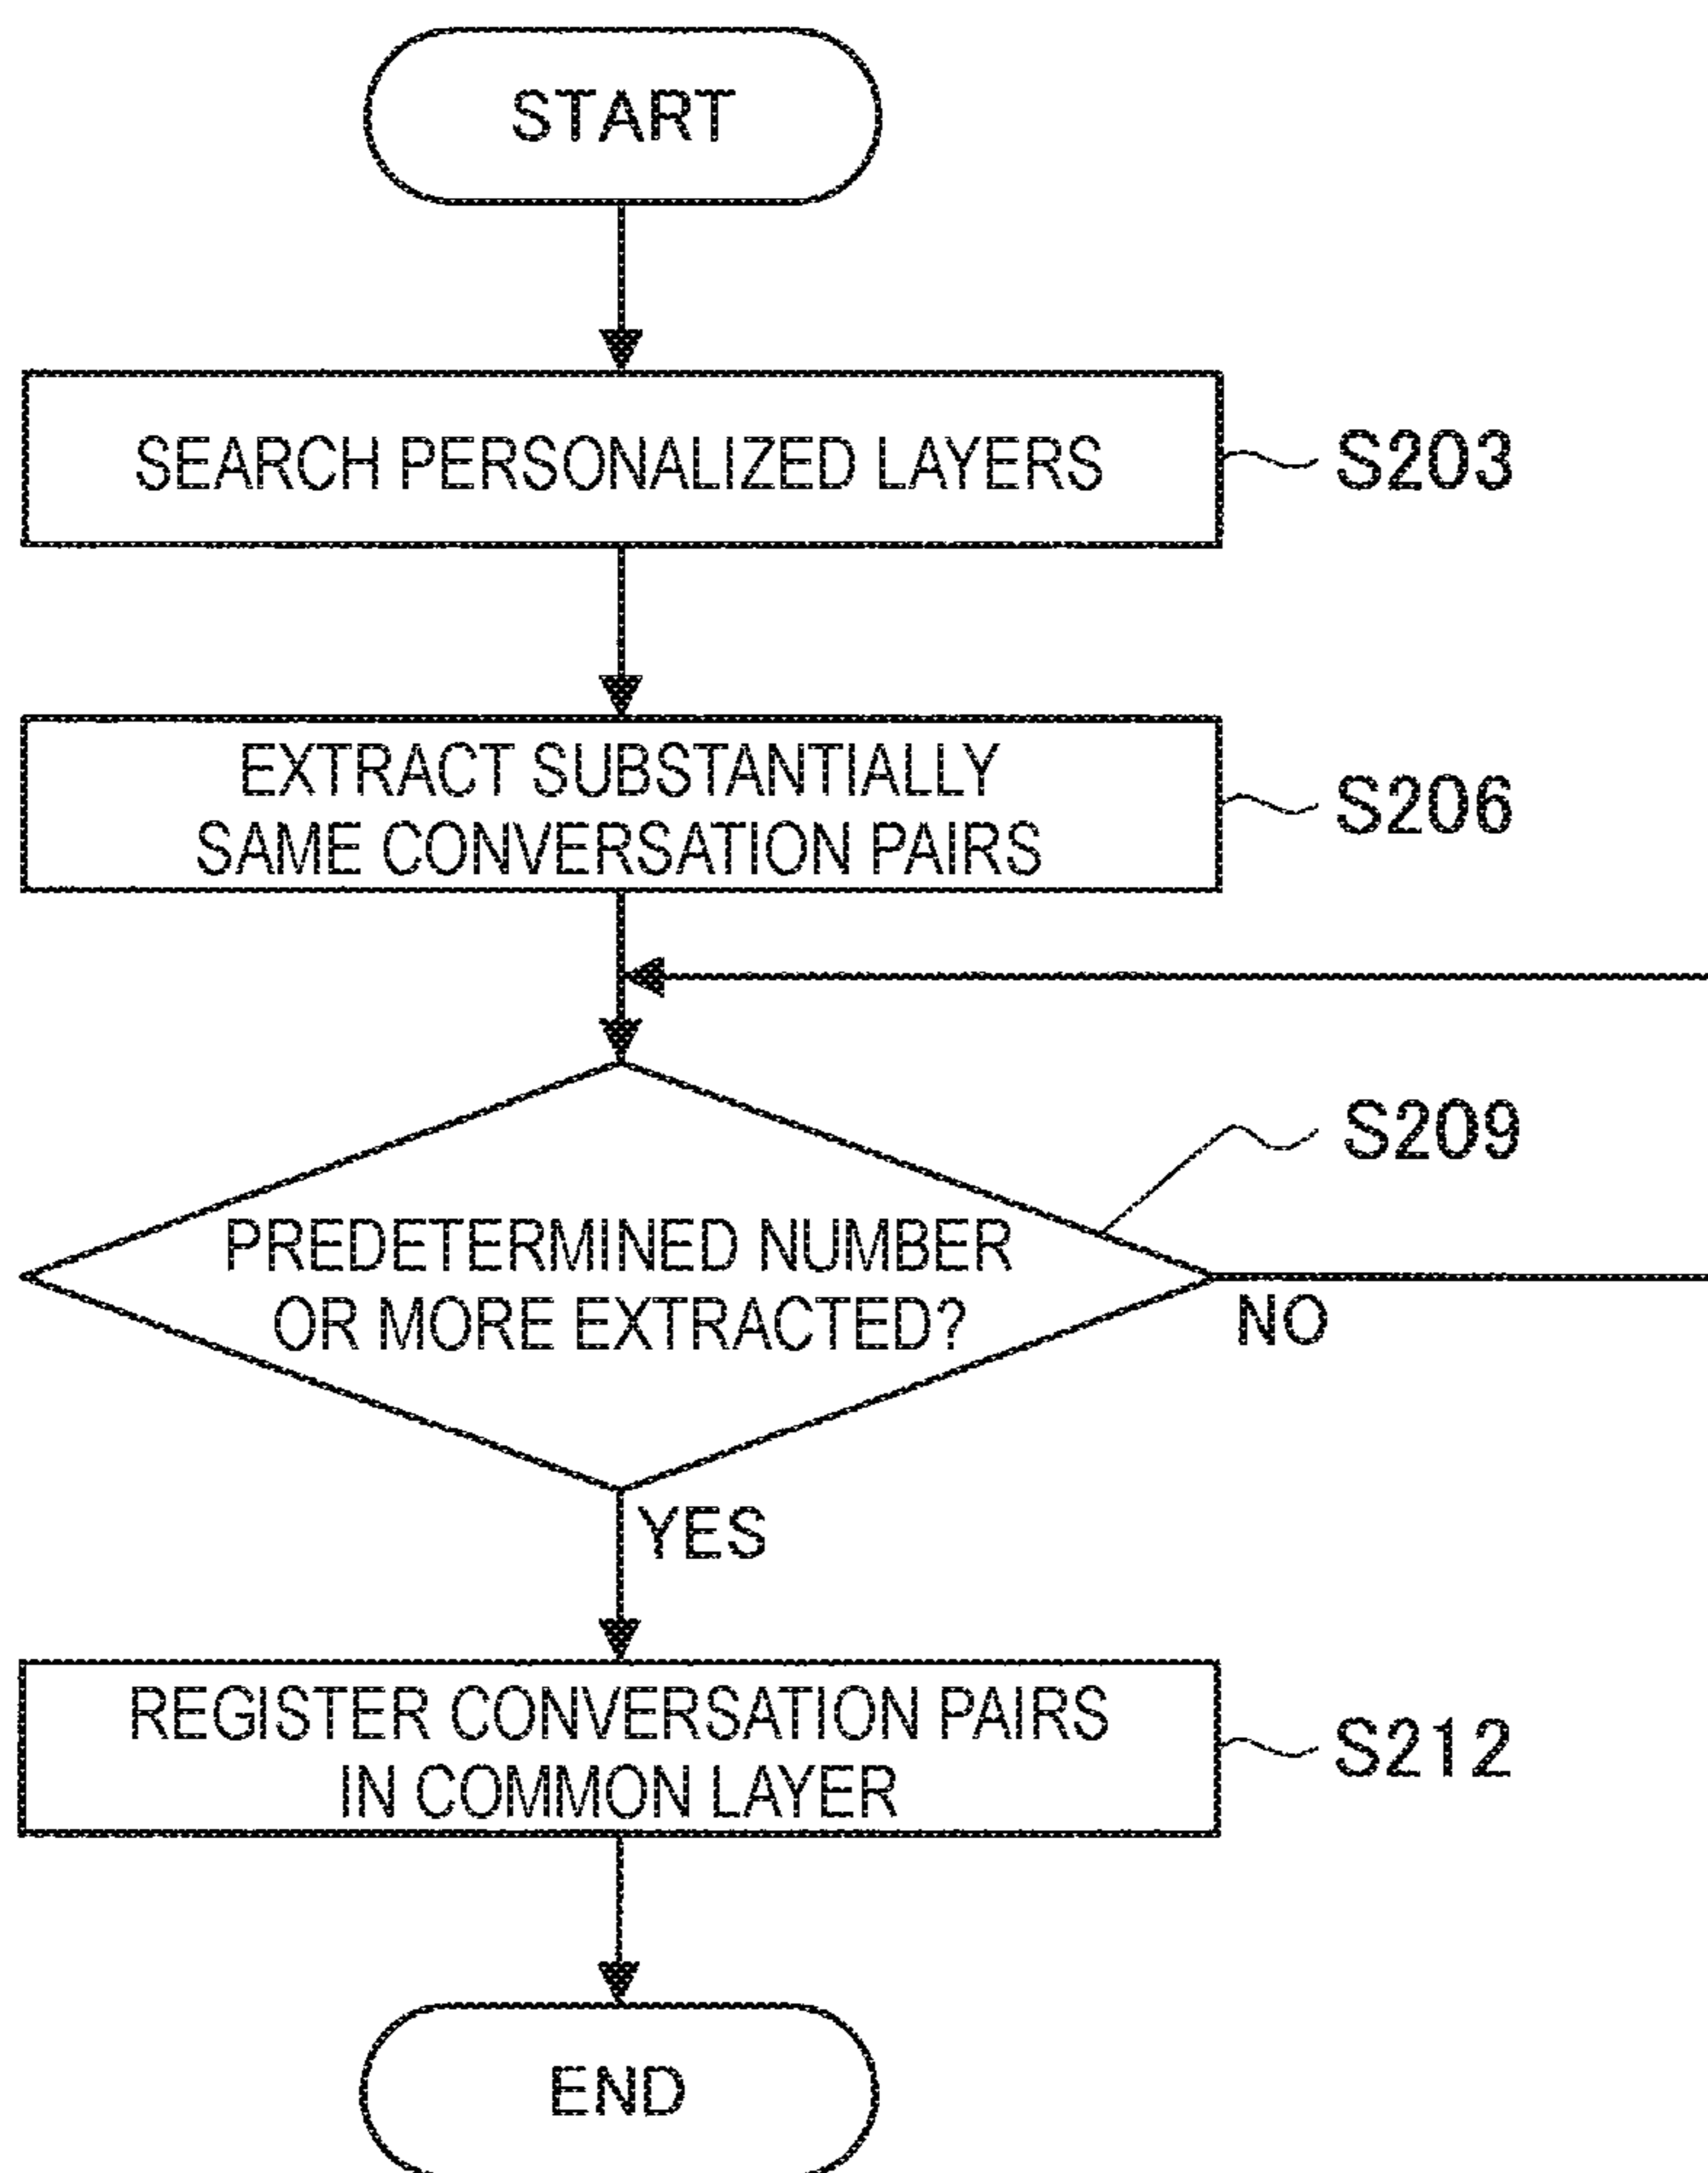 START
SEARCH PERSONALIZED LAYERS
S203
EXTRACT SUBSTANTIALLY
SAME CONVERSATION PAIRS
S206
S209
PREDETERMINED NUMBER
OR MORE EXTRACTED?
NO
YES
REGISTER CONVERSATION PAIRS
IN COMMON LAYER
S212
END